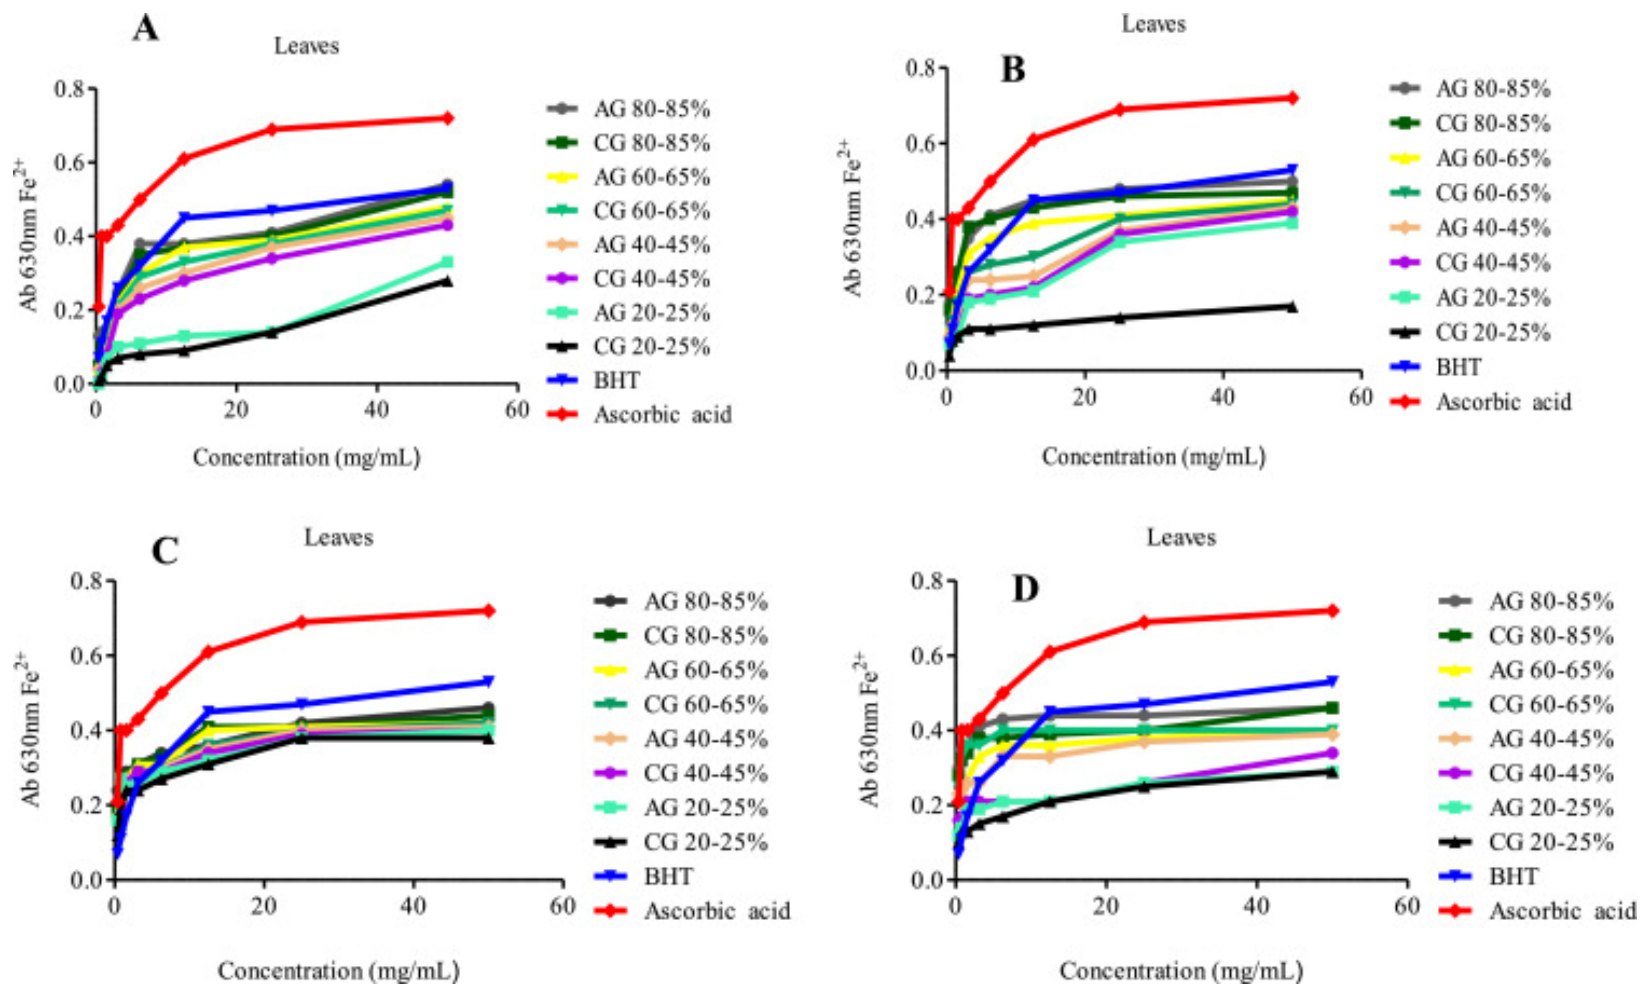 A
Leaves
Ab 630nm Fe²⁺
0.8
0.6
0.4
0.2
0.0
0
20
40
60
Concentration (mg/mL)
AG 80-85%
CG 80-85%
AG 60-65%
CG 60-65%
AG 40-45%
CG 40-45%
AG 20-25%
CG 20-25%
BHT
Ascorbic acid
Leaves
B
Ab 630nm Fe²⁺
0.8
0.6
0.4
0.2
0.0
0
20
40
60
Concentration (mg/mL)
AG 80-85%
CG 80-85%
AG 60-65%
CG 60-65%
AG 40-45%
CG 40-45%
AG 20-25%
CG 20-25%
BHT
Ascorbic acid
C
Leaves
Ab 630nm Fe²⁺
0.8
0.6
0.4
0.2
0.0
0
20
40
60
Concentration (mg/mL)
AG 80-85%
CG 80-85%
AG 60-65%
CG 60-65%
AG 40-45%
CG 40-45%
AG 20-25%
CG 20-25%
BHT
Ascorbic acid
Leaves
D
Ab 630nm Fe²⁺
0.8
0.6
0.4
0.2
0.0
0
20
40
60
Concentration (mg/mL)
AG 80-85%
CG 80-85%
AG 60-65%
CG 60-65%
AG 40-45%
CG 40-45%
AG 20-25%
CG 20-25%
BHT
Ascorbic acid